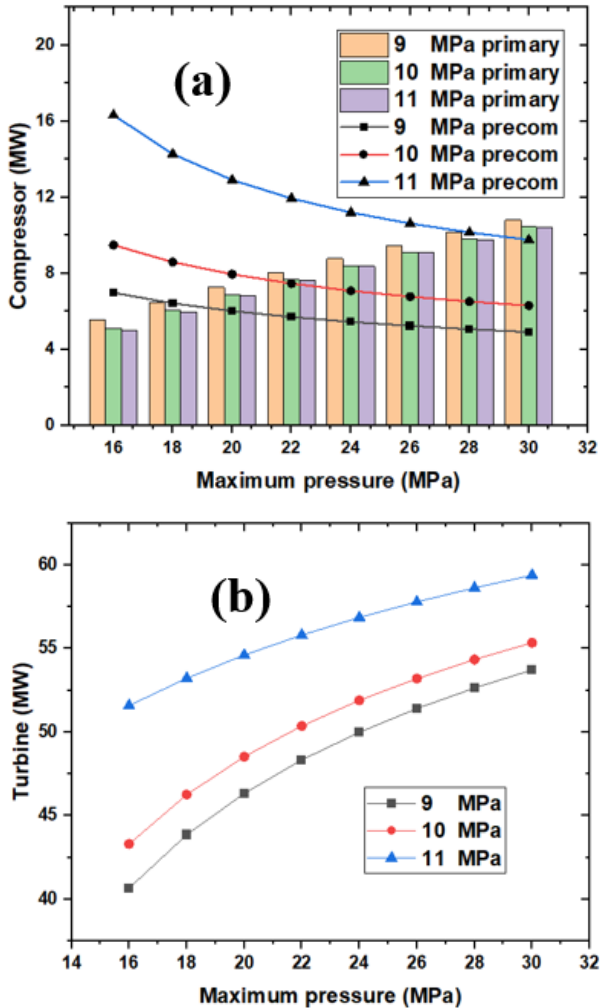 (a)
9 MPa primary
10 MPa primary
11 MPa primary
9 MPa precom
10 MPa precom
11 MPa precom
Compressor (MW)
20
16
12
8
4
0
16 18 20 22 24 26 28 30 32
Maximum pressure (MPa)
(b)
Turbine (MW)
60
55
50
45
40
9 MPa
10 MPa
11 MPa
14 16 18 20 22 24 26 28 30 32
Maximum pressure (MPa)